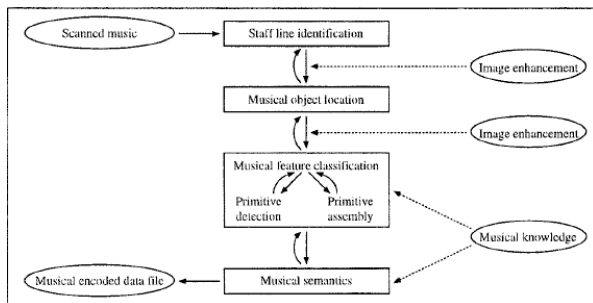 Scanned music
Staff line identification
Image enhancement
Musical object location
Image enhancement
Musical feature classification
Primitive
detection
Primitive
assembly
Musical knowledge
Musical encoded data file
Musical semantics